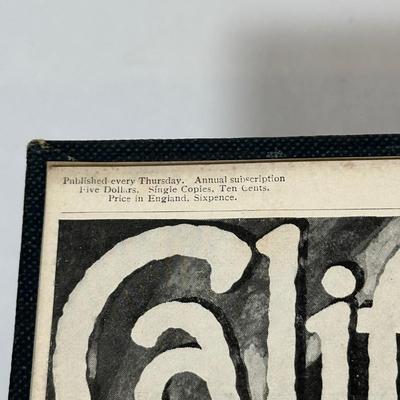 Published every Thursday. Annual subscription
Five Dollars. Single Copies, Ten Cents.
Price in England, Sixpence.
Calif